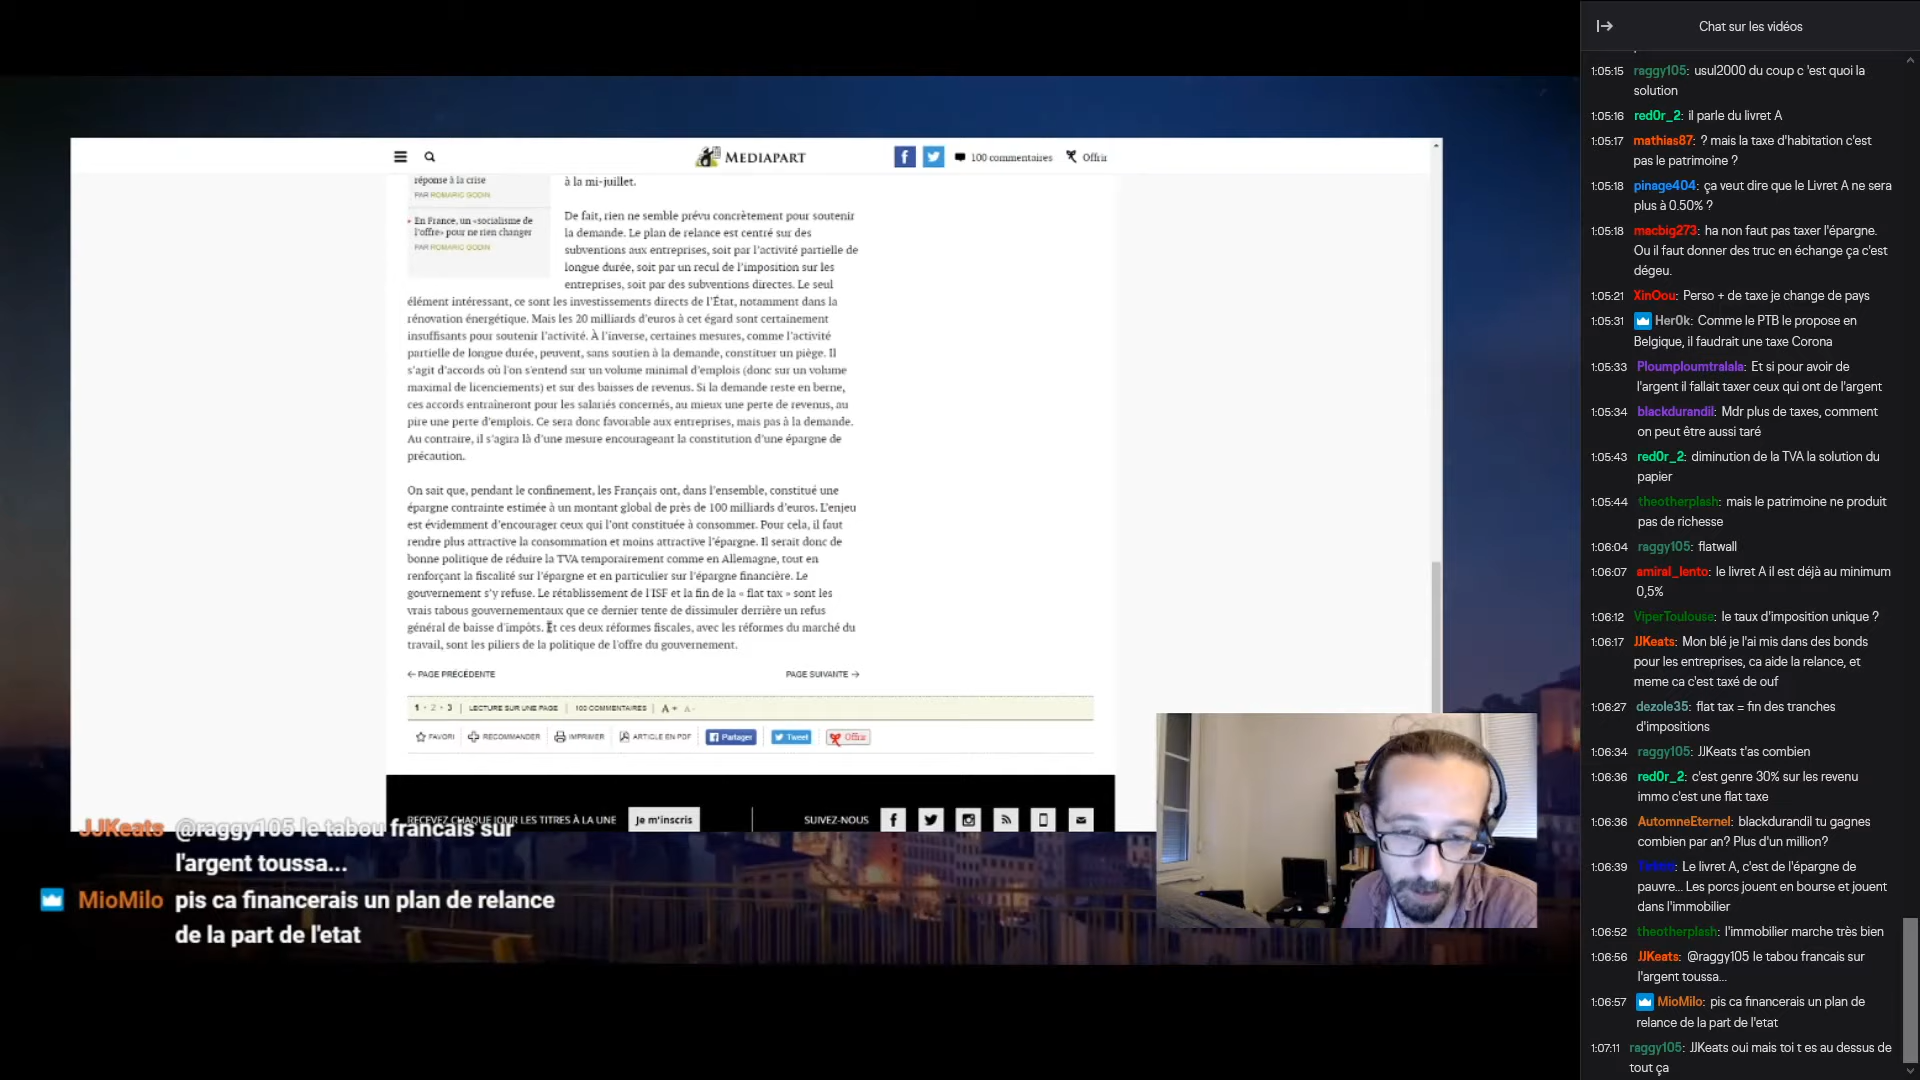 MEDIAPART
100 commentaires
Offrir
réponse à la crise
PAR ROMARIC GODIN
En France, un «socialisme de
l'offre» pour ne rien changer
PAR ROMARIC GODIN
à la mi-juillet.
De fait, rien ne semble prévu concrètement pour soutenir
la demande. Le plan de relance est centré sur des
subventions aux entreprises, soit par l'activité partielle de
longue durée, soit par un recul de l'imposition sur les
entreprises, soit par des subventions directes. Le seul
élément intéressant, ce sont les investissements directs de l'État, notamment dans la
rénovation énergétique. Mais les 20 milliards d'euros à cet égard sont certainement
insuffisants pour soutenir l'activité. À l'inverse, certaines mesures, comme l'activité
partielle de longue durée, peuvent, sans soutien à la demande, constituer un piège. Il
s'agit d'accords où l'on s'entend sur un volume minimal d'emplois (donc sur un volume
maximal de licenciements) et sur des baisses de revenus. Si la demande reste en berne,
ces accords entraîneront pour les salariés concernés, au mieux une perte de revenus, au
pire une perte d'emplois. Ce sera donc favorable aux entreprises, mais pas à la demande.
Au contraire, il s'agira là d'une mesure encourageant la constitution d'une épargne de
précaution.
On sait que, pendant le confinement, les Français ont, dans l'ensemble, constitué une
épargne contrainte estimée à un montant global de près de 100 milliards d'euros. L'enjeu
est évidemment d'encourager ceux qui l'ont constituée à consommer. Pour cela, il faut
rendre plus attractive la consommation et moins attractive l'épargne. Il serait donc de
bonne politique de réduire la TVA temporairement comme en Allemagne, tout en
renforçant la fiscalité sur l'épargne et en particulier sur l'épargne financière. Le
gouvernement s'y refuse. Le rétablissement de l'ISF et la fin de la « flat tax » sont les
vrais tabous gouvernementaux que ce dernier tente de dissimuler derrière un refus
général de baisse d'impôts. Et ces deux réformes fiscales, avec les réformes du marché du
travail, sont les piliers de la politique de l'offre du gouvernement.
← PAGE PRÉCÉDENTE
PAGE SUIVANTE →
1 • 2 • 3 | LECTURE SUR UNE PAGE | 100 COMMENTAIRES | A+ A-
FAVORI RECOMMANDER IMPRIMER ARTICLE EN PDF Partager Tweet Offrir
RECEVEZ CHAQUE JOUR LES TITRES À LA UNE
Je m'inscris
SUIVEZ-NOUS
JJKeats @raggy105 le tabou francais sur
l'argent toussa...
MioMilo pis ca financerais un plan de relance
de la part de l'etat
Chat sur les vidéos
1:05:15 raggy105: usul2000 du coup c 'est quoi la
solution
1:05:16 red0r_2: il parle du livret A
1:05:17 mathias87: ? mais la taxe d'habitation c'est
pas le patrimoine ?
1:05:18 pinage404: ça veut dire que le Livret A ne sera
plus à 0.50% ?
1:05:18 macbig273: ha non faut pas taxer l'épargne.
Ou il faut donner des truc en échange ça c'est
dégeu.
1:05:21 XinOou: Perso + de taxe je change de pays
1:05:31 Her0k: Comme le PTB le propose en
Belgique, il faudrait une taxe Corona
1:05:33 Ploumploumtralala: Et si pour avoir de
l'argent il fallait taxer ceux qui ont de l'argent
1:05:34 blackdurandil: Mdr plus de taxes, comment
on peut être aussi taré
1:05:43 red0r_2: diminution de la TVA la solution du
papier
1:05:44 theotherplash: mais le patrimoine ne produit
pas de richesse
1:06:04 raggy105: flatwall
1:06:07 amiral_lento: le livret A il est déjà au minimum
0,5%
1:06:12 ViperToulouse: le taux d'imposition unique ?
1:06:17 JJKeats: Mon blé je l'ai mis dans des bonds
pour les entreprises, ca aide la relance, et
meme ca c'est taxé de ouf
1:06:27 dezole35: flat tax = fin des tranches
d'impositions
1:06:34 raggy105: JJKeats t'as combien
1:06:36 red0r_2: c'est genre 30% sur les revenu
immo c'est une flat taxe
1:06:36 AutomneEternel: blackdurandil tu gagnes
combien par an? Plus d'un million?
1:06:39 Le livret A, c'est de l'épargne de
pauvre... Les porcs jouent en bourse et jouent
dans l'immobilier
1:06:52 theotherplash: l'immobilier marche très bien
1:06:56 JJKeats: @raggy105 le tabou francais sur
l'argent toussa...
1:06:57 MioMilo: pis ca financerais un plan de
relance de la part de l'etat
1:07:11 raggy105: JJKeats oui mais toi t es au dessus de
tout ça